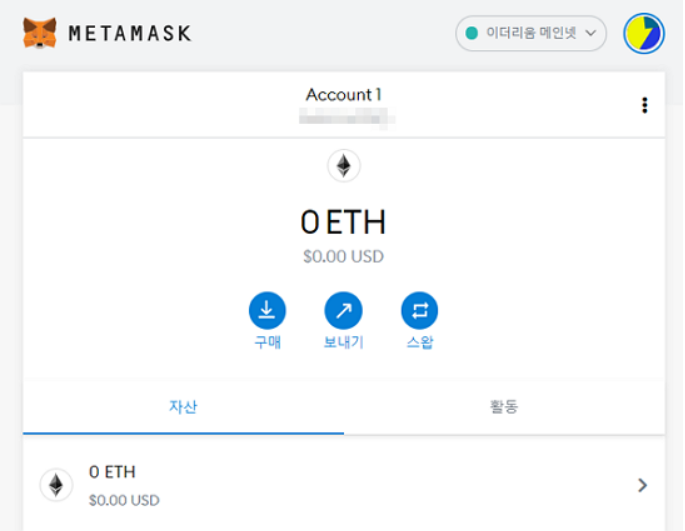 METAMASK
이더리움 메인넷
Account 1
0 ETH
$0.00 USD
구매
보내기
스왑
자산
활동
0 ETH
$0.00 USD